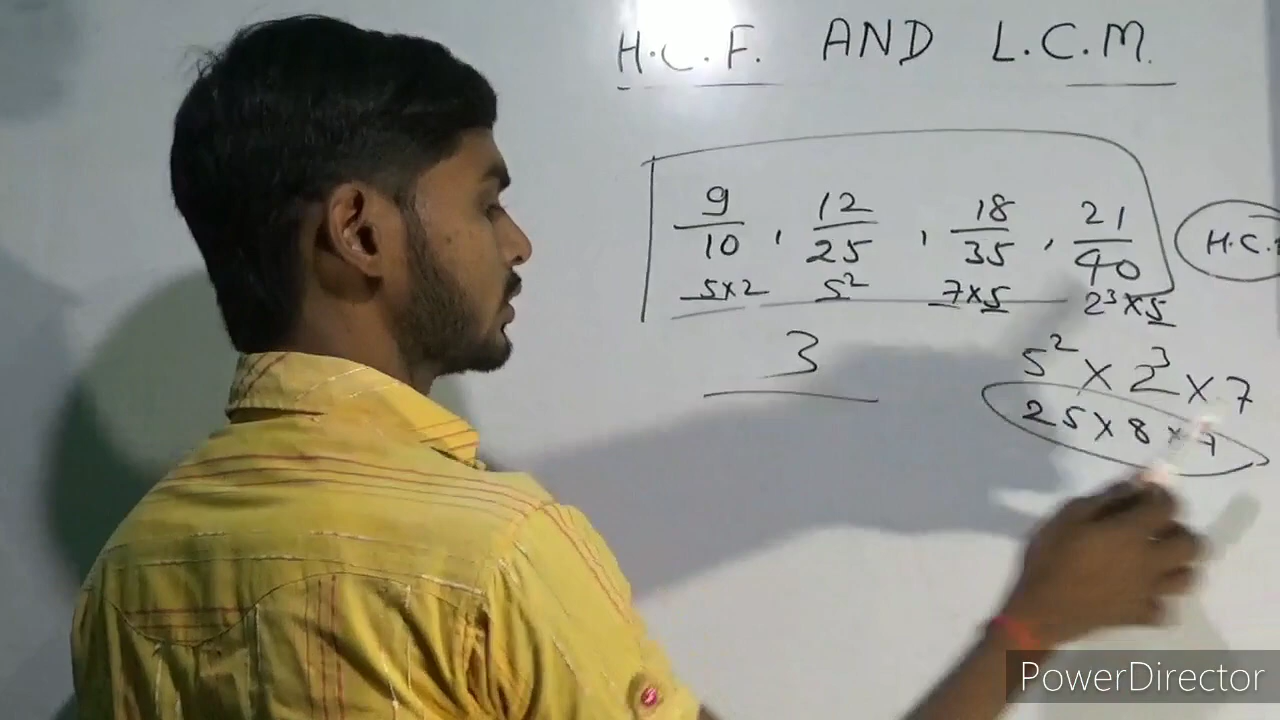 H.C.F. AND L.C.M.
9/10 , 12/25 , 18/35 , 21/40
H.C.
5×2 5² 7×5 2³×5
3
5² × 2³ × 7
25 × 8 × 7
PowerDirector